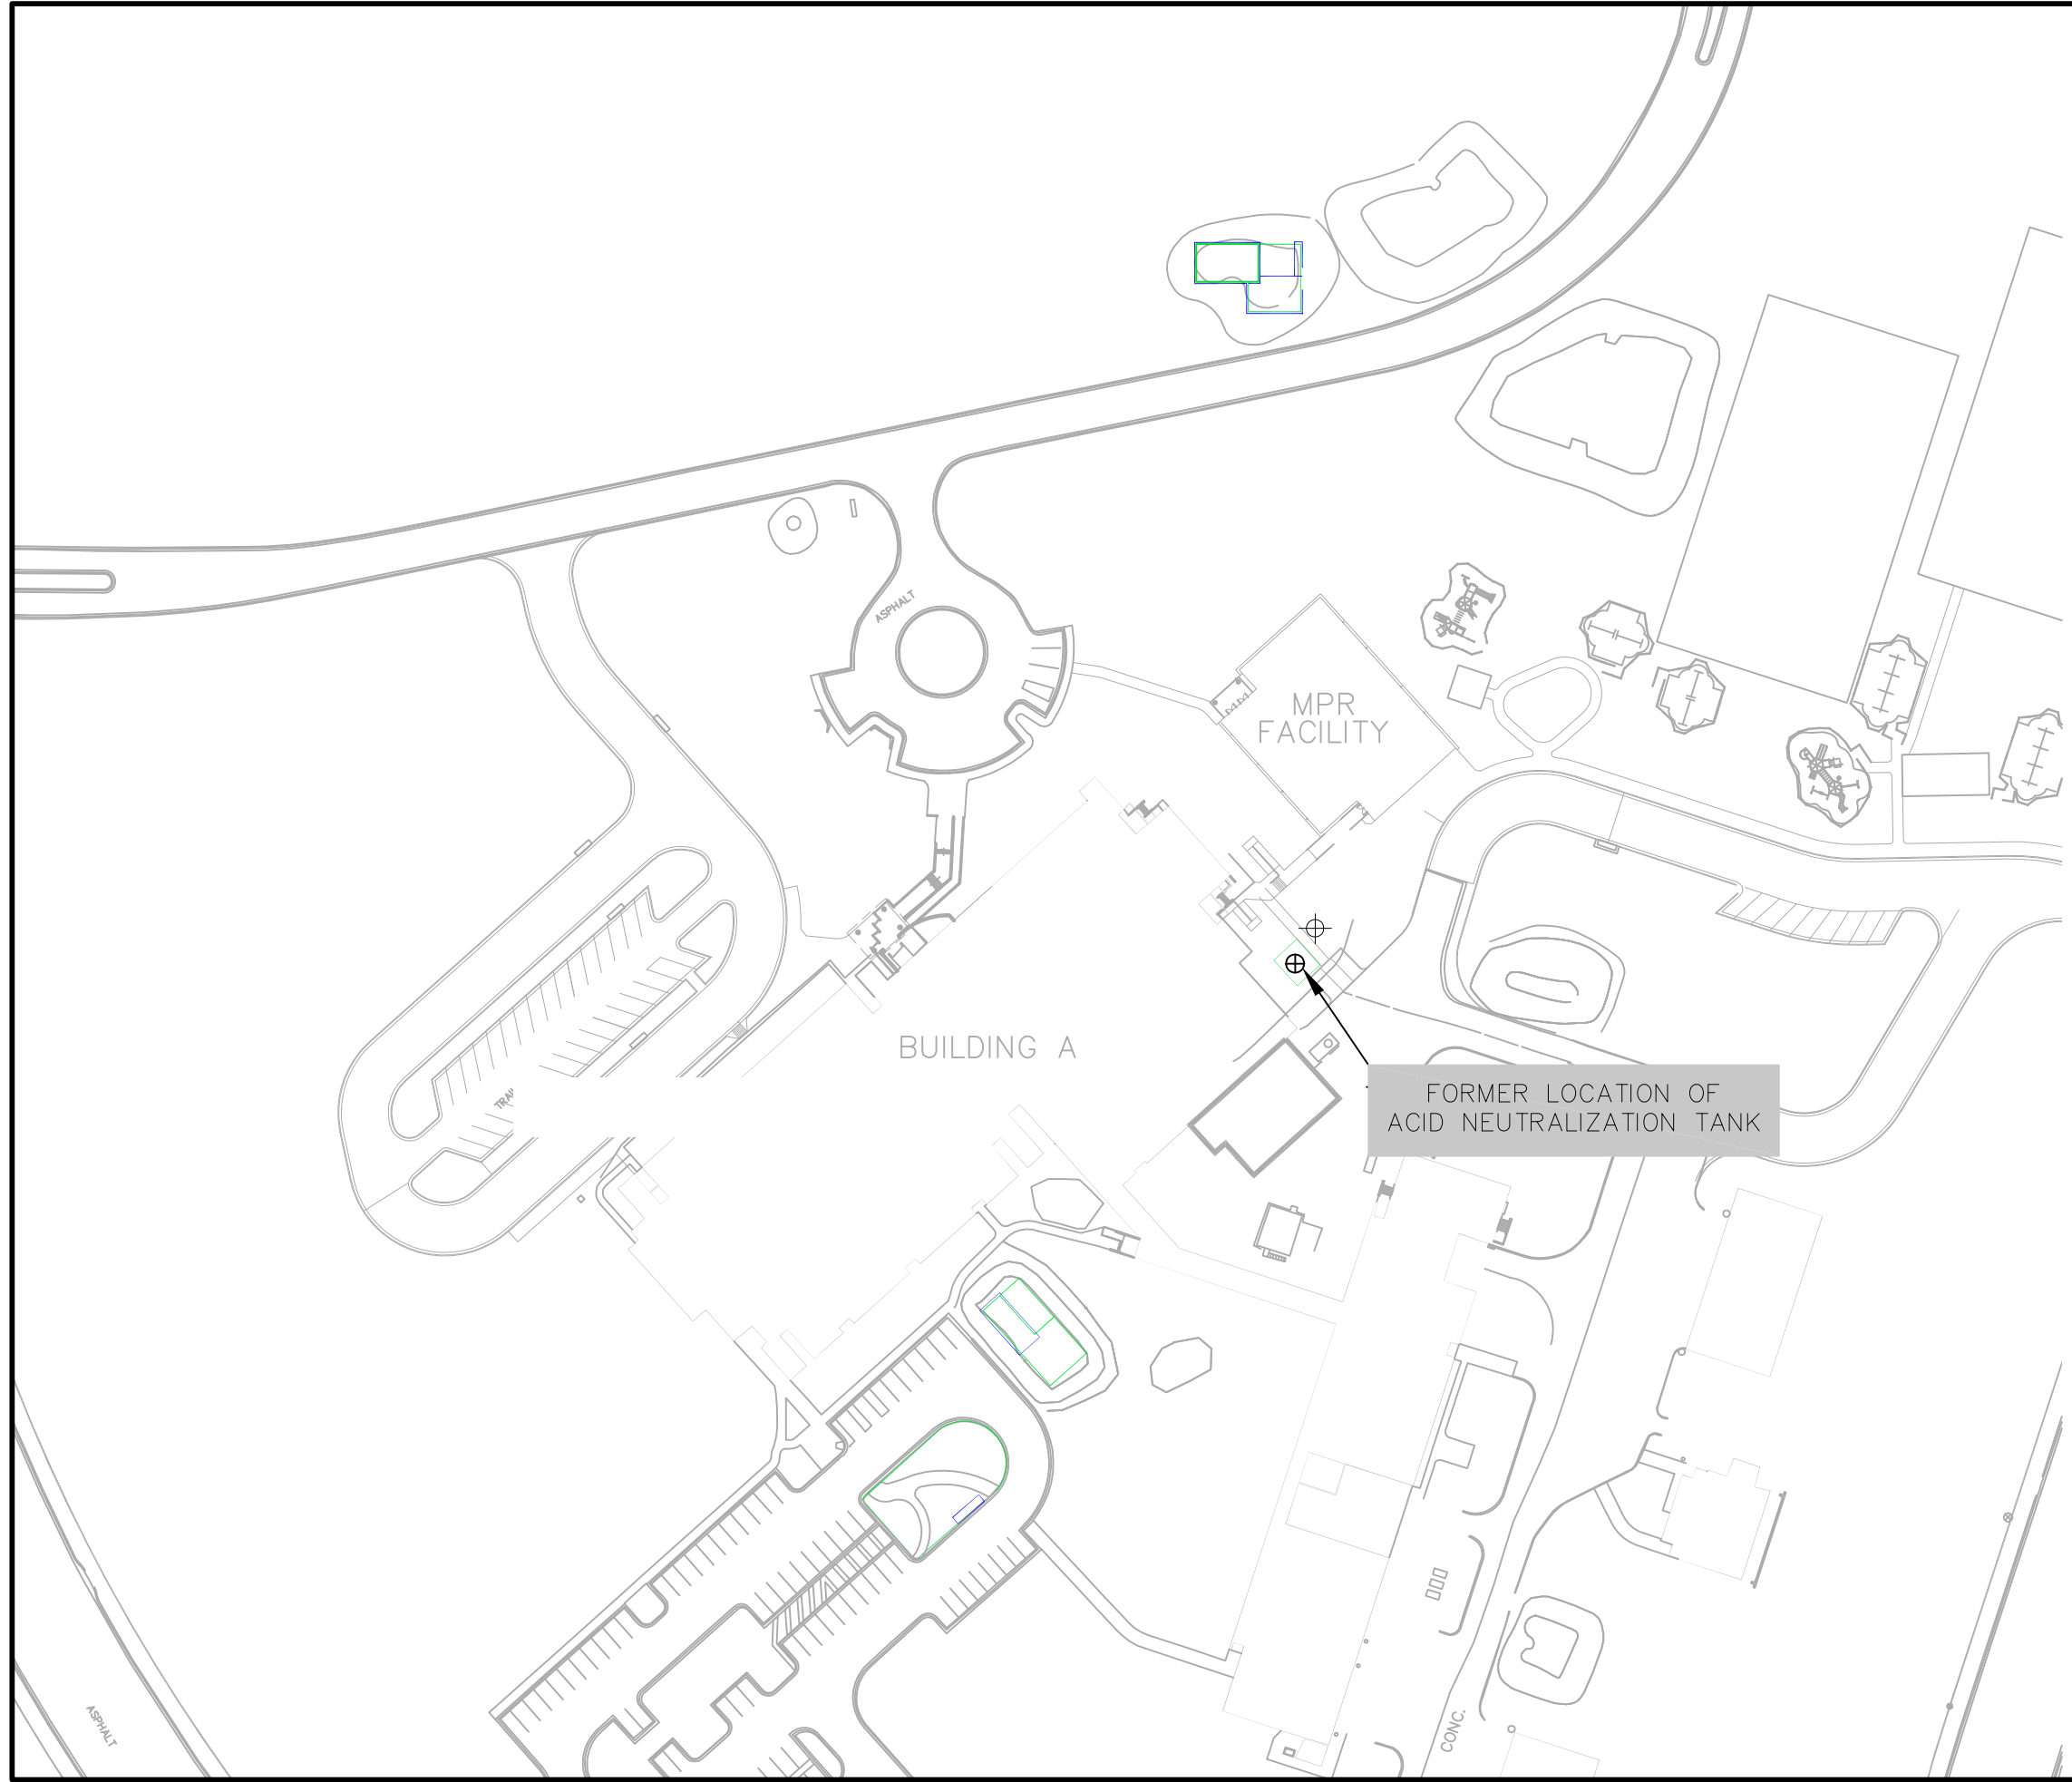 ASPHALT
MPR
FACILITY
BUILDING A
FORMER LOCATION OF
ACID NEUTRALIZATION TANK
ASPHALT
CONC.